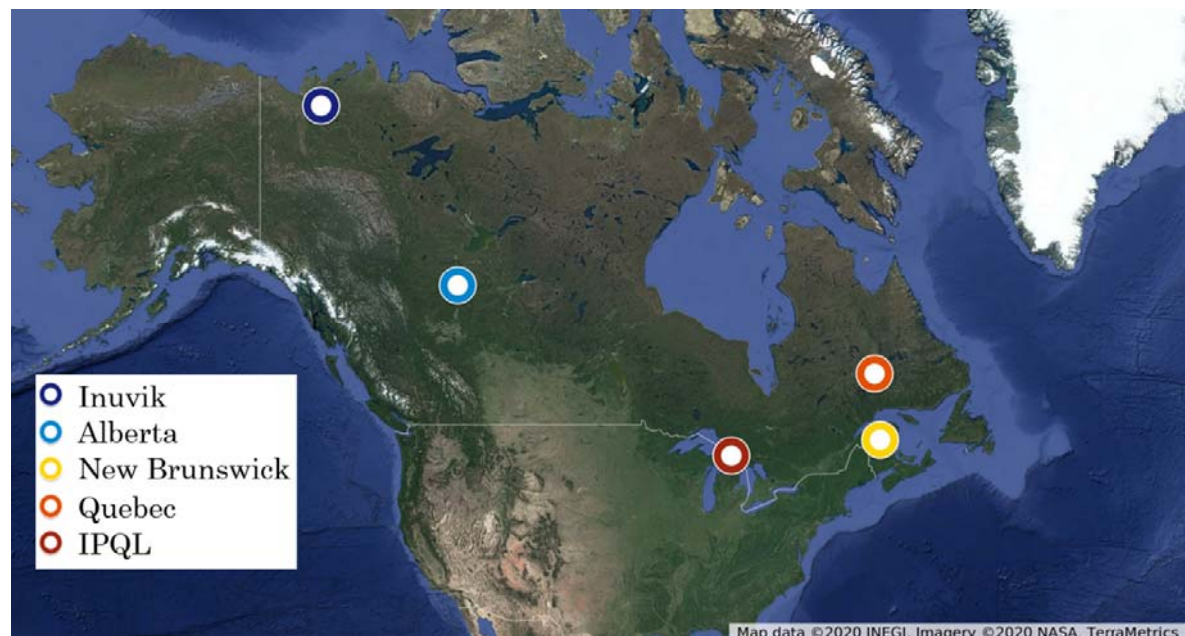 Inuvik
Alberta
New Brunswick
Quebec
IPQL
Map data ©2020 INEGI, Imagery ©2020 NASA, TerraMetrics